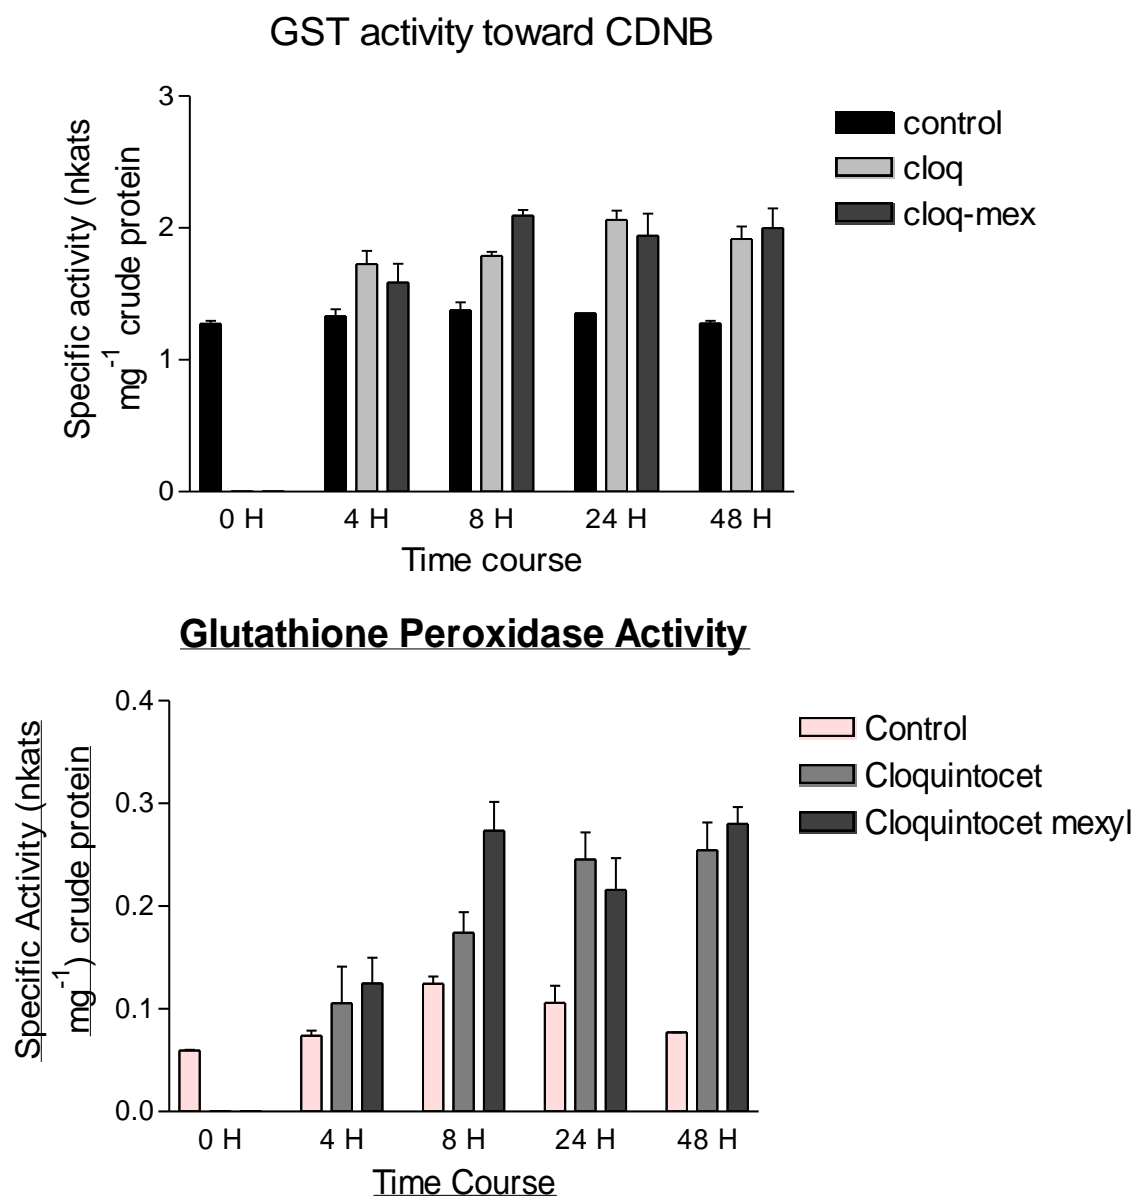 GST activity toward CDNB
Specific activity (nkats
mg⁻¹ crude protein
3
2
1
0
0 H 4 H 8 H 24 H 48 H
Time course
control
cloq
cloq-mex
Glutathione Peroxidase Activity
Specific Activity (nkats
mg⁻¹) crude protein
0.4
0.3
0.2
0.1
0.0
0 H 4 H 8 H 24 H 48 H
Time Course
Control
Cloquintocet
Cloquintocet mexyl